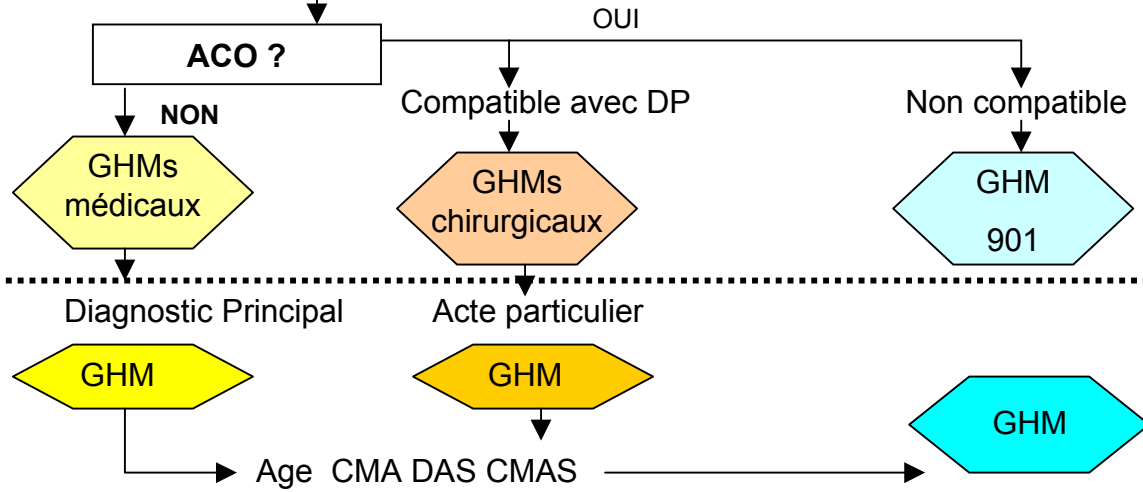 OUI
ACO ?
NON
Compatible avec DP
Non compatible
GHMs
médicaux
GHMs
chirurgicaux
GHM
901
Diagnostic Principal
Acte particulier
GHM
GHM
GHM
Age CMA DAS CMAS